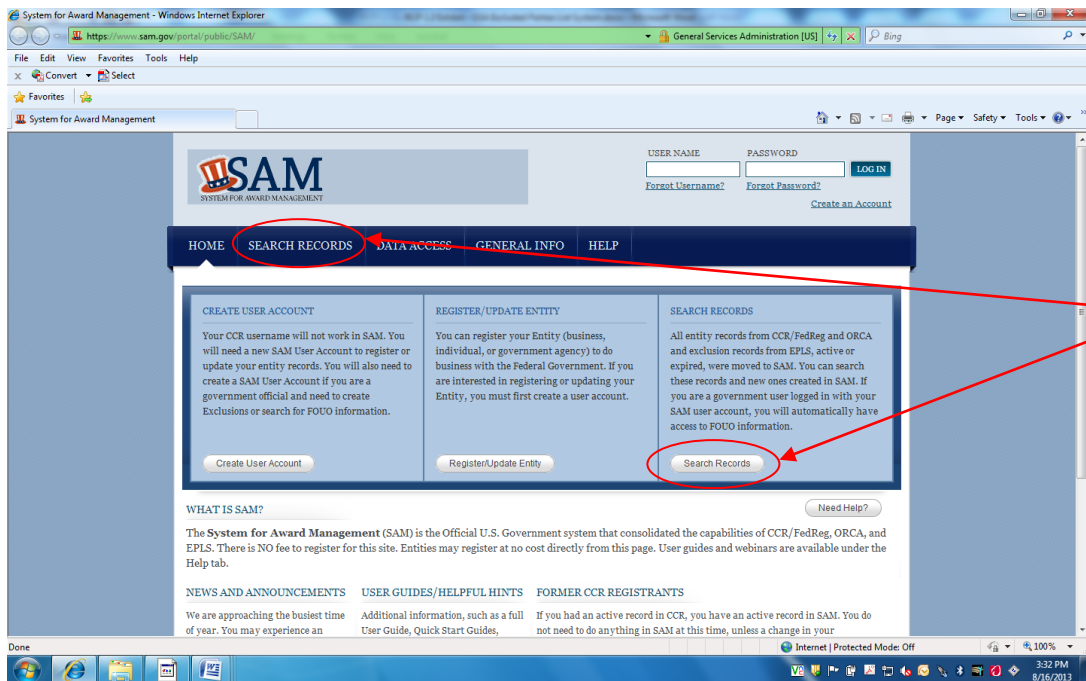 System for Award Management - Windows Internet Explorer
https://www.sam.gov/portal/public/SAM/
General Services Administration [US]
Bing
File Edit View Favorites Tools Help
x Convert Select
Favorites
System for Award Management
Page Safety Tools
SAM
SYSTEM FOR AWARD MANAGEMENT
USER NAME PASSWORD
LOG IN
Forgot Username? Forgot Password?
Create an Account
HOME SEARCH RECORDS DATA ACCESS GENERAL INFO HELP
CREATE USER ACCOUNT
Your CCR username will not work in SAM. You
will need a new SAM User Account to register or
update your entity records. You will also need to
create a SAM User Account if you are a
government official and need to create
Exclusions or search for FOUO information.
Create User Account
REGISTER/UPDATE ENTITY
You can register your Entity (business,
individual, or government agency) to do
business with the Federal Government. If you
are interested in registering or updating your
Entity, you must first create a user account.
Register/Update Entity
SEARCH RECORDS
All entity records from CCR/FedReg and ORCA
and exclusion records from EPLS, active or
expired, were moved to SAM. You can search
these records and new ones created in SAM. If
you are a government user logged in with your
SAM user account, you will automatically have
access to FOUO information.
Search Records
WHAT IS SAM?
Need Help?
The System for Award Management (SAM) is the Official U.S. Government system that consolidated the capabilities of CCR/FedReg, ORCA, and
EPLS. There is NO fee to register for this site. Entities may register at no cost directly from this page. User guides and webinars are available under the
Help tab.
NEWS AND ANNOUNCEMENTS
We are approaching the busiest time
of year. You may experience an
USER GUIDES/HELPFUL HINTS
Additional information, such as a full
User Guide, Quick Start Guides,
FORMER CCR REGISTRANTS
If you had an active record in CCR, you have an active record in SAM. You do
not need to do anything in SAM at this time, unless a change in your
Done
Internet | Protected Mode: Off
100%
3:32 PM
8/16/2013